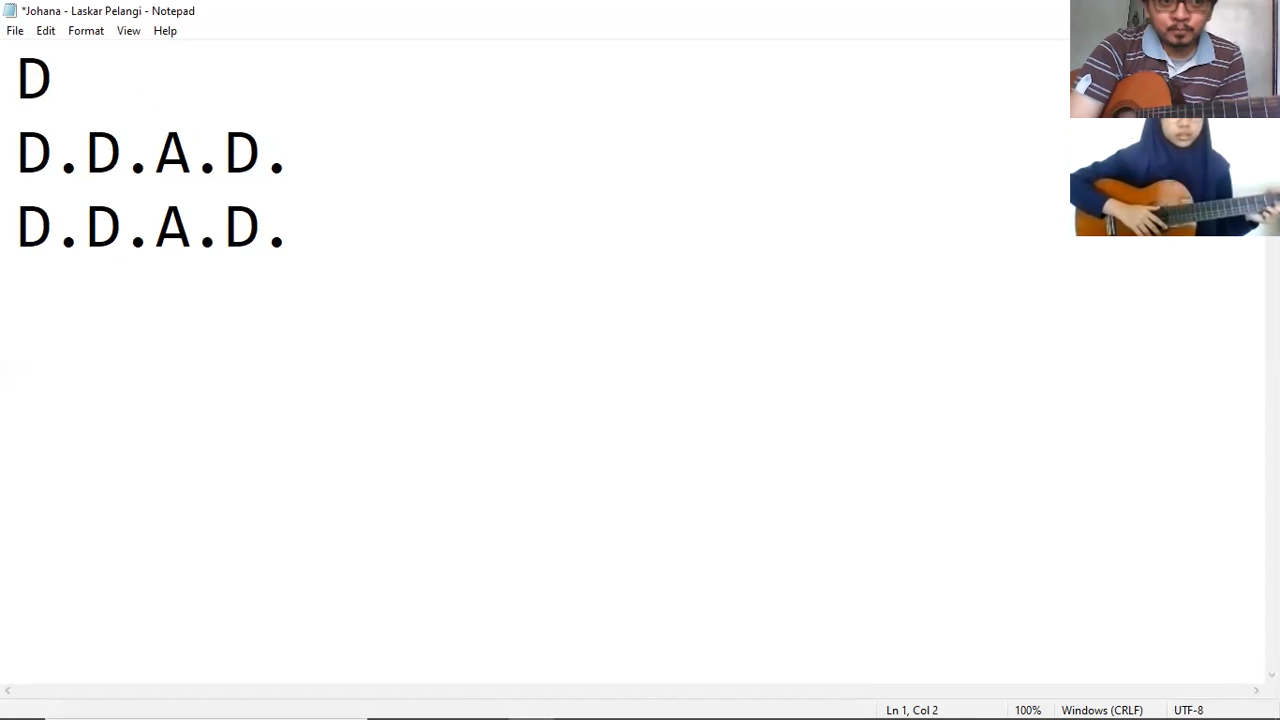 *Johana - Laskar Pelangi - Notepad
File Edit Format View Help
D
D.D.A.D.
D.D.A.D.
Ln 1, Col 2 100% Windows (CRLF) UTF-8